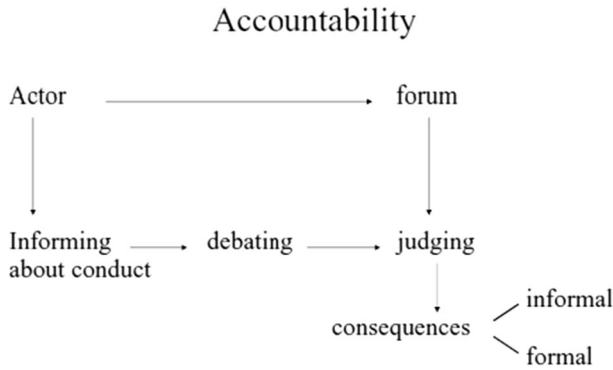 Accountability
Actor
forum
Informing
about conduct
debating
judging
consequences
informal
formal